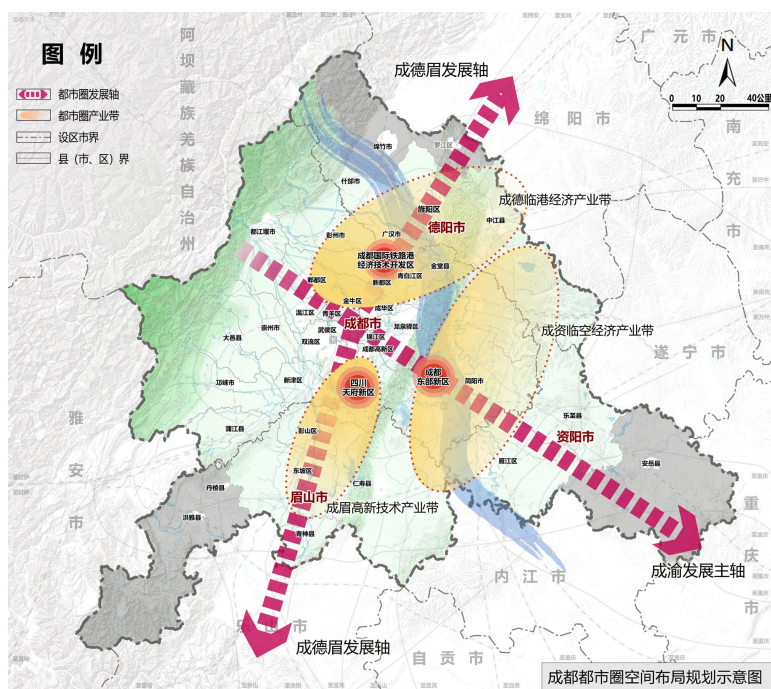 图 例
都市圈发展轴
都市圈产业带
设区市界
县（市、区）界
N
0 10 20 40公里
阿坝藏族羌族自治州
广元市
绵阳市
南充市
遂宁市
重庆市
内江市
自贡市
乐山市
雅安市
成德眉发展轴
绵竹市
罗江区
什邡市
旌阳区
成德临港经济产业带
中江县
德阳市
都江堰市
彭州市
广汉市
成都国际铁路港
经济技术开发区
金堂县
青白江区
新都区
郫都区
金牛区
成华区
温江区
青羊区
成都市
龙泉驿区
成资临空经济产业带
崇州市
武侯区
锦江区
大邑县
双流区
成都高新区
成都
东部新区
简阳市
四川
天府新区
邛崃市
新津区
乐至县
蒲江县
彭山区
资阳市
东坡区
雁江区
安岳县
仁寿县
丹棱县
眉山市
成眉高新技术产业带
洪雅县
青神县
成渝发展主轴
成德眉发展轴
成都都市圈空间布局规划示意图